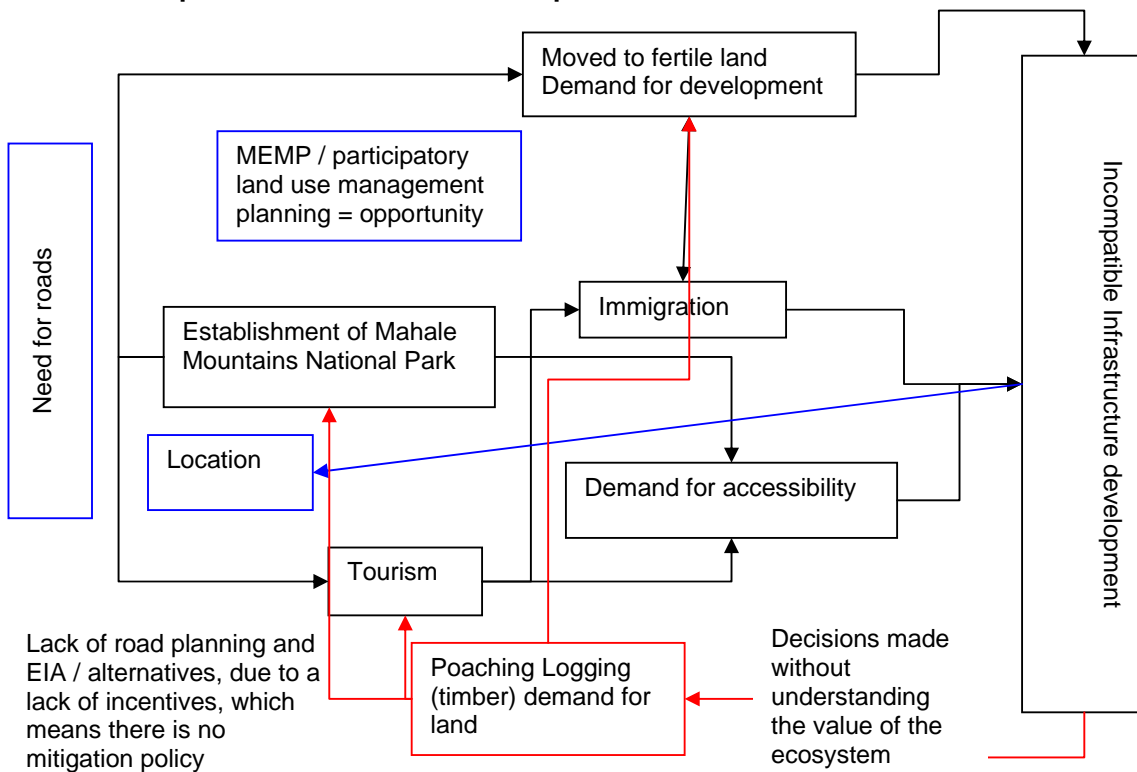 Moved to fertile land
Demand for development
MEMP / participatory
land use management
planning = opportunity
Need for roads
Incompatible Infrastructure development
Immigration
Establishment of Mahale
Mountains National Park
Location
Demand for accessibility
Tourism
Lack of road planning and
EIA / alternatives, due to a
lack of incentives, which
means there is no
mitigation policy
Poaching Logging
(timber) demand for
land
Decisions made
without
understanding
the value of the
ecosystem